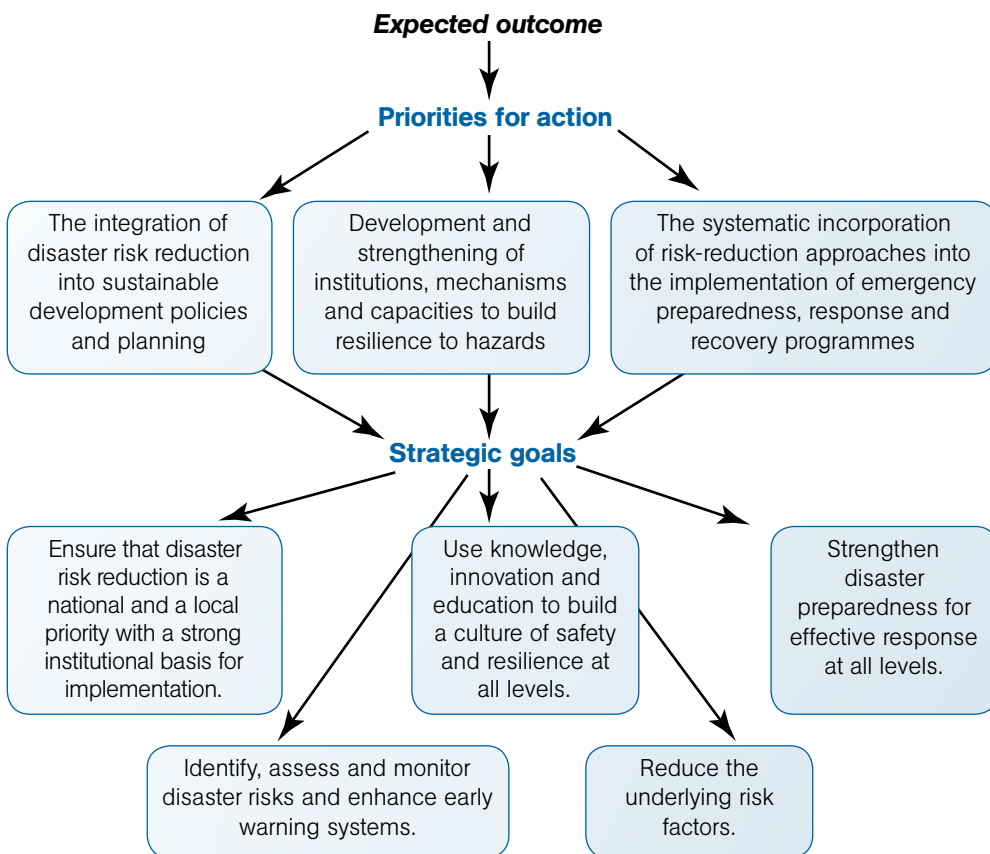 Expected outcome
Priorities for action
The integration of
disaster risk reduction
into sustainable
development policies
and planning
Development and
strengthening of
institutions, mechanisms
and capacities to build
resilience to hazards
The systematic incorporation
of risk-reduction approaches into
the implementation of emergency
preparedness, response and
recovery programmes
Strategic goals
Ensure that disaster
risk reduction is a
national and a local
priority with a strong
institutional basis for
implementation.
Use knowledge,
innovation and
education to build
a culture of safety
and resilience at
all levels.
Strengthen
disaster
preparedness for
effective response
at all levels.
Identify, assess and monitor
disaster risks and enhance early
warning systems.
Reduce the
underlying risk
factors.